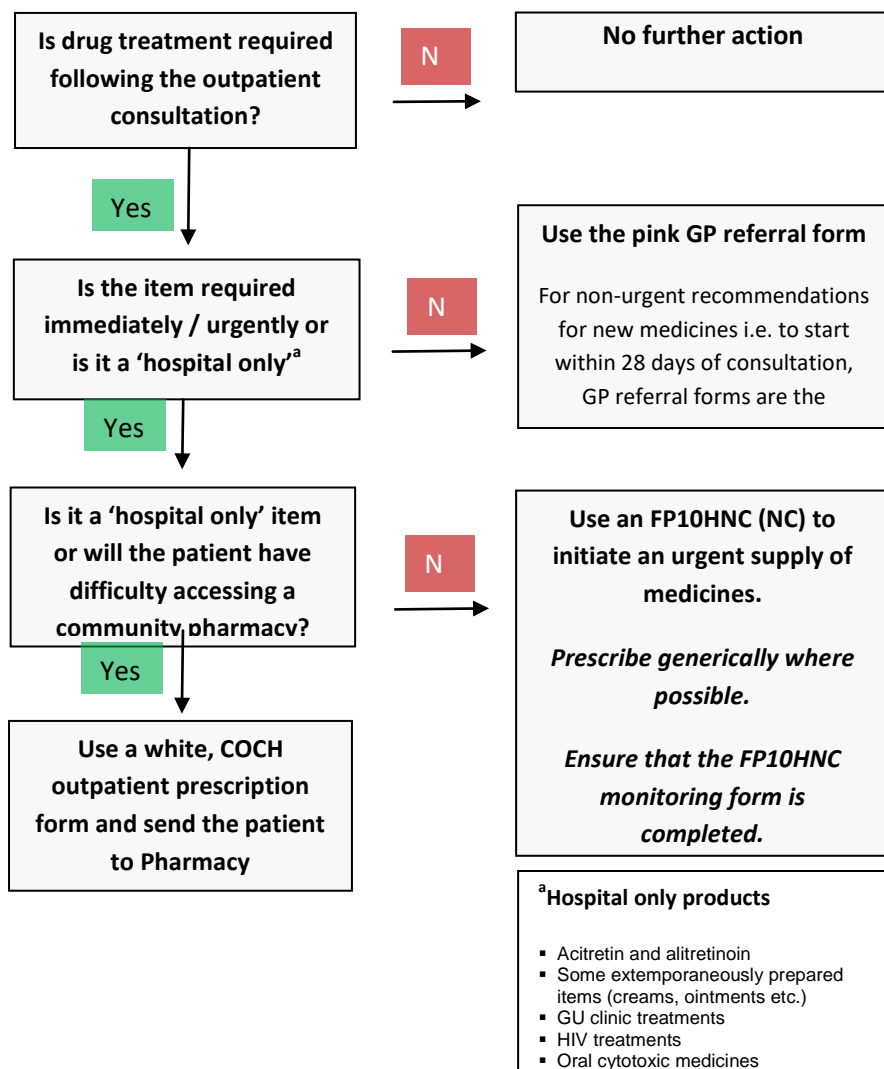 Is drug treatment required
following the outpatient
consultation?
N
No further action
Yes
Is the item required
immediately / urgently or
is it a ‘hospital only’a
N
Use the pink GP referral form
For non-urgent recommendations
for new medicines i.e. to start
within 28 days of consultation,
GP referral forms are the
Yes
Is it a ‘hospital only’ item
or will the patient have
difficulty accessing a
community pharmacy?
N
Use an FP10HNC (NC) to
initiate an urgent supply of
medicines.
Prescribe generically where
possible.
Ensure that the FP10HNC
monitoring form is
completed.
Yes
Use a white, COCH
outpatient prescription
form and send the patient
to Pharmacy
aHospital only products
▪ Acitretin and alitretinoin
▪ Some extemporaneously prepared
items (creams, ointments etc.)
▪ GU clinic treatments
▪ HIV treatments
▪ Oral cytotoxic medicines